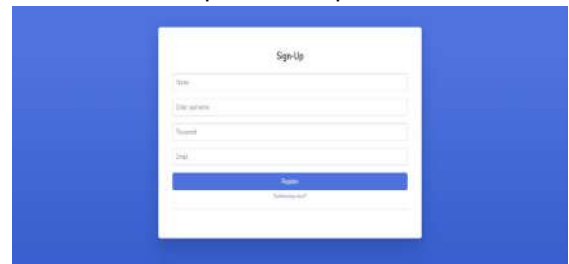 Sign-Up
Name
Enter username
Password
Email
Register